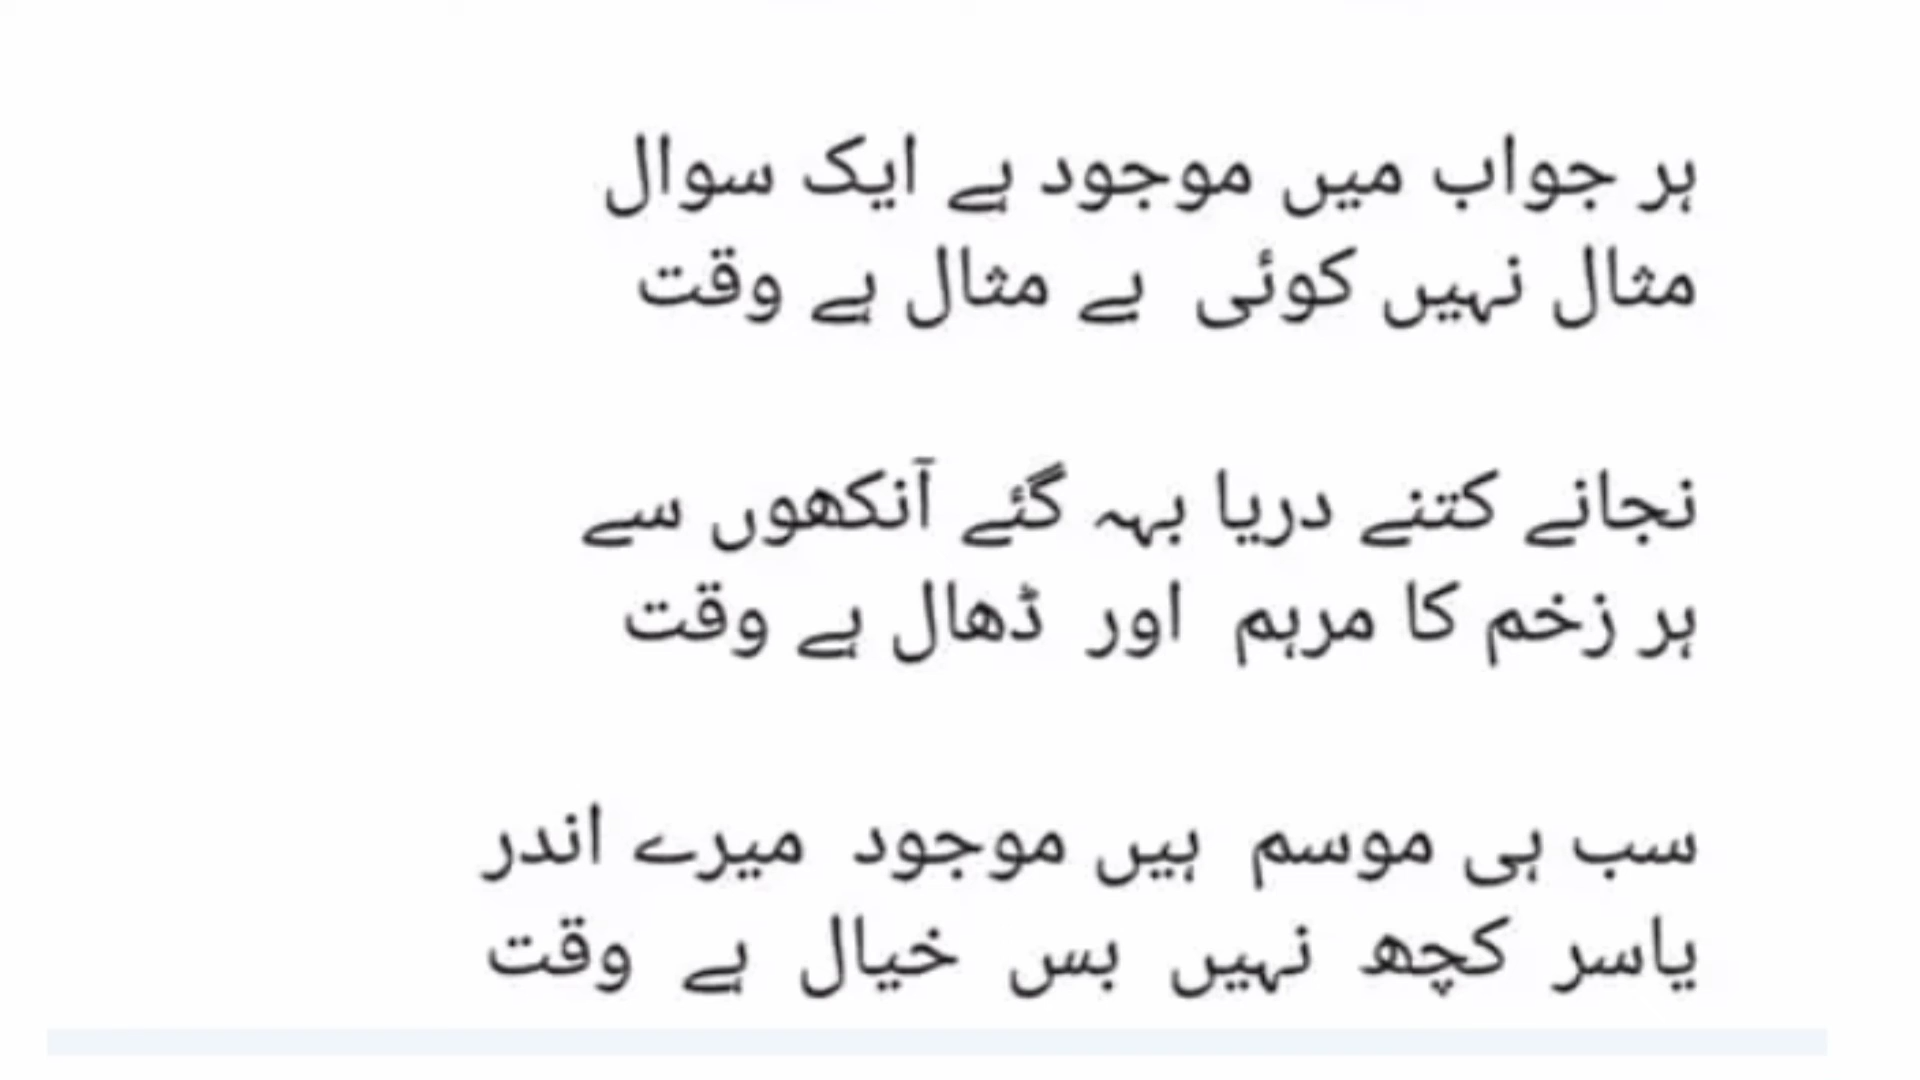 ہر جواب میں موجود ہے ایک سوال
مثال نہیں کوئی بے مثال ہے وقت
نجانے کتنے دریا بہہ گئے آنکھوں سے
ہر زخم کا مرہم اور ڈھال ہے وقت
سب ہی موسم ہیں موجود میرے اندر
یاسر کچھ نہیں بس خیال ہے وقت